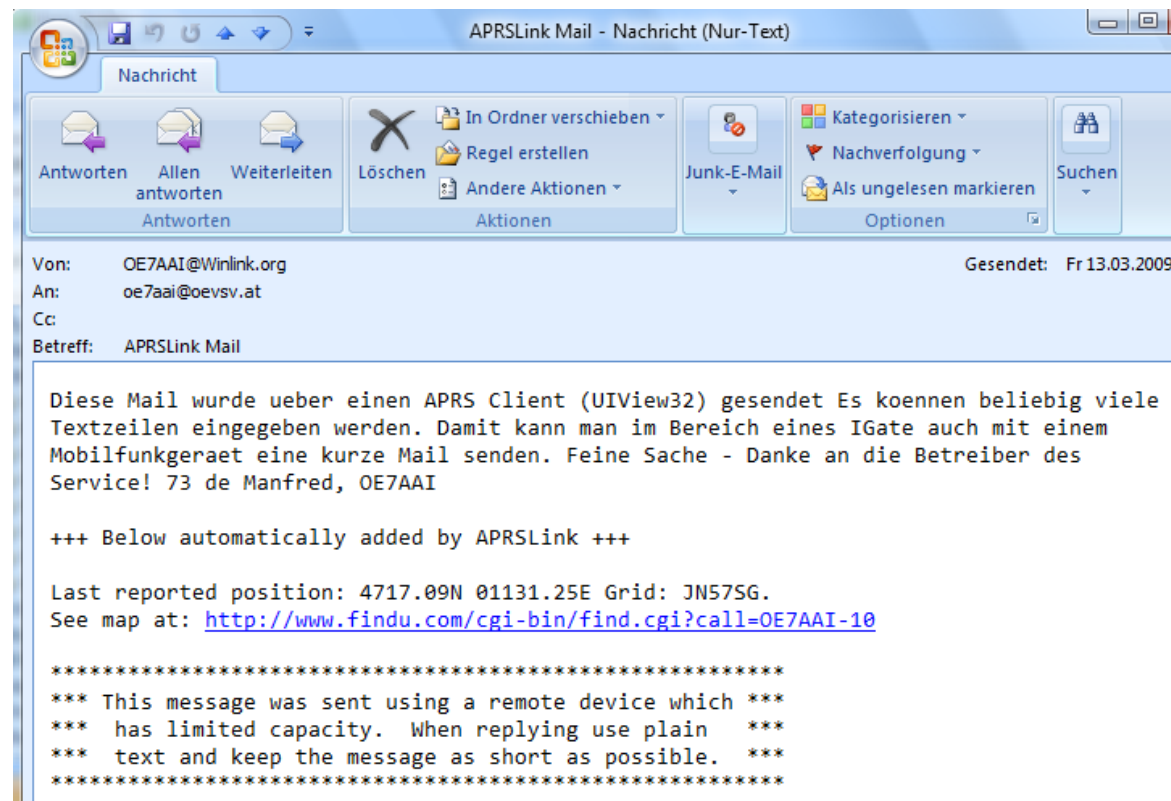 APRSLink Mail - Nachricht (Nur-Text)
Nachricht
Antworten
Allen antworten
Weiterleiten
Löschen
In Ordner verschieben
Regel erstellen
Andere Aktionen
Junk-E-Mail
Kategorisieren
Nachverfolgung
Als ungelesen markieren
Suchen
Antworten
Aktionen
Optionen
Von: OE7AAI@Winlink.org Gesendet: Fr 13.03.2009
An: oe7aai@oevsv.at
Cc:
Betreff: APRSLink Mail
Diese Mail wurde ueber einen APRS Client (UIView32) gesendet Es koennen beliebig viele
Textzeilen eingegeben werden. Damit kann man im Bereich eines IGate auch mit einem
Mobilfunkgeraet eine kurze Mail senden. Feine Sache - Danke an die Betreiber des
Service! 73 de Manfred, OE7AAI
+++ Below automatically added by APRSLink +++
Last reported position: 4717.09N 01131.25E Grid: JN57SG.
See map at: http://www.findu.com/cgi-bin/find.cgi?call=OE7AAI-10
*********************************************************
*** This message was sent using a remote device which ***
*** has limited capacity. When replying use plain ***
*** text and keep the message as short as possible. ***
*********************************************************